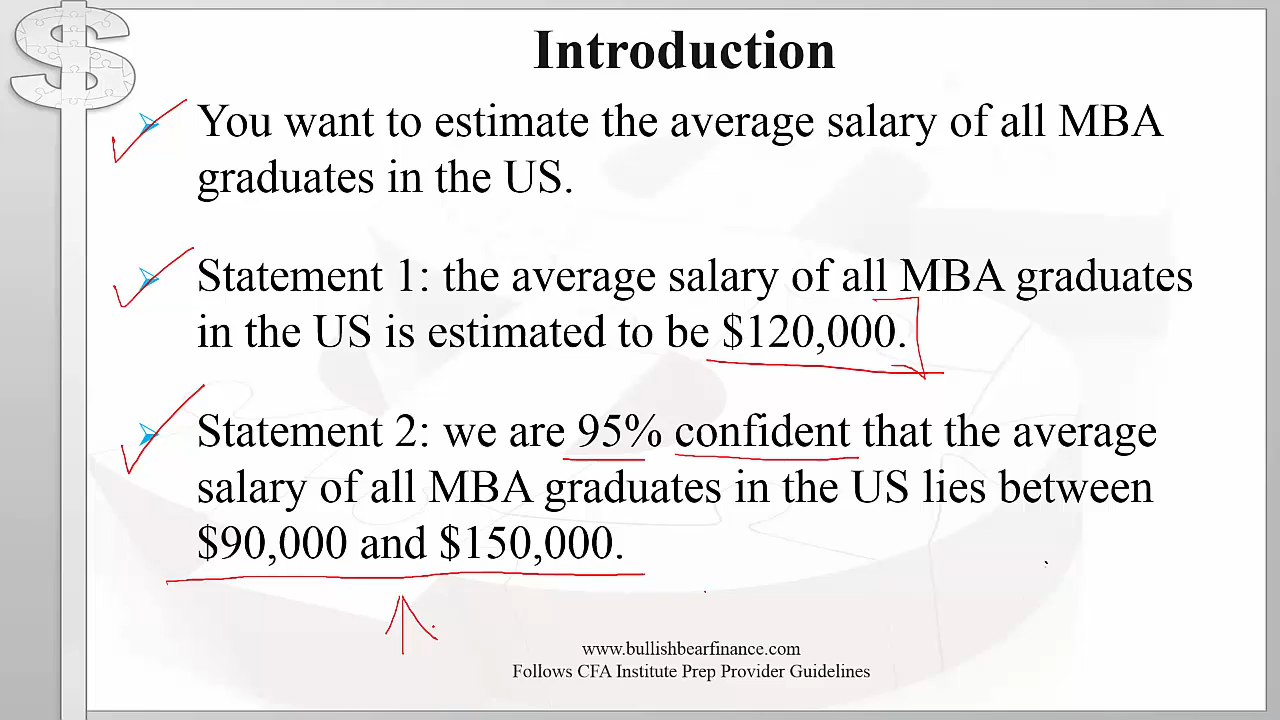 Introduction
You want to estimate the average salary of all MBA
graduates in the US.
Statement 1: the average salary of all MBA graduates
in the US is estimated to be $120,000.
Statement 2: we are 95% confident that the average
salary of all MBA graduates in the US lies between
$90,000 and $150,000.
www.bullishbearfinance.com
Follows CFA Institute Prep Provider Guidelines